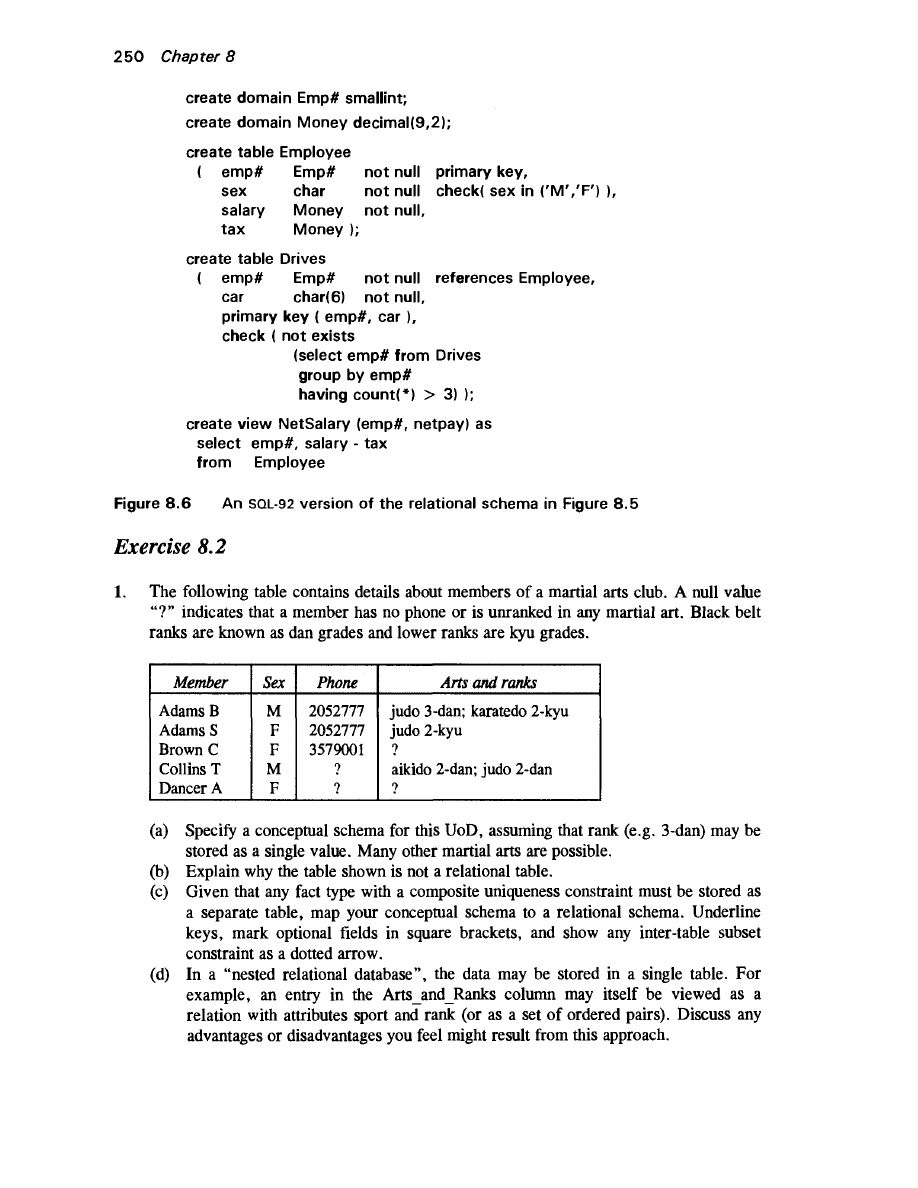 250 Chapter 8
create domain Emp# smallint;
create domain Money decimal(9,2);
create table Employee
( emp# Emp# not null primary key,
sex char not null check( sex in ('M','F') ),
salary Money not null,
tax Money );
create table Drives
( emp# Emp# not null references Employee,
car char(6) not null,
primary key ( emp#, car ),
check ( not exists
(select emp# from Drives
group by emp#
having count(*) > 3) );
create view NetSalary (emp#, netpay) as
select emp#, salary - tax
from Employee
Figure 8.6 An SQL-92 version of the relational schema in Figure 8.5
Exercise 8.2
1. The following table contains details about members of a martial arts club. A null value
“?” indicates that a member has no phone or is unranked in any martial art. Black belt
ranks are known as dan grades and lower ranks are kyu grades.
Member Sex Phone Arts and ranks
Adams B M 2052777 judo 3-dan; karatedo 2-kyu
Adams S F 2052777 judo 2-kyu
Brown C F 3579001 ?
Collins T M ? aikido 2-dan; judo 2-dan
Dancer A F ? ?
(a) Specify a conceptual schema for this UoD, assuming that rank (e.g. 3-dan) may be
stored as a single value. Many other martial arts are possible.
(b) Explain why the table shown is not a relational table.
(c) Given that any fact type with a composite uniqueness constraint must be stored as
a separate table, map your conceptual schema to a relational schema. Underline
keys, mark optional fields in square brackets, and show any inter-table subset
constraint as a dotted arrow.
(d) In a “nested relational database”, the data may be stored in a single table. For
example, an entry in the Arts_and_Ranks column may itself be viewed as a
relation with attributes sport and rank (or as a set of ordered pairs). Discuss any
advantages or disadvantages you feel might result from this approach.